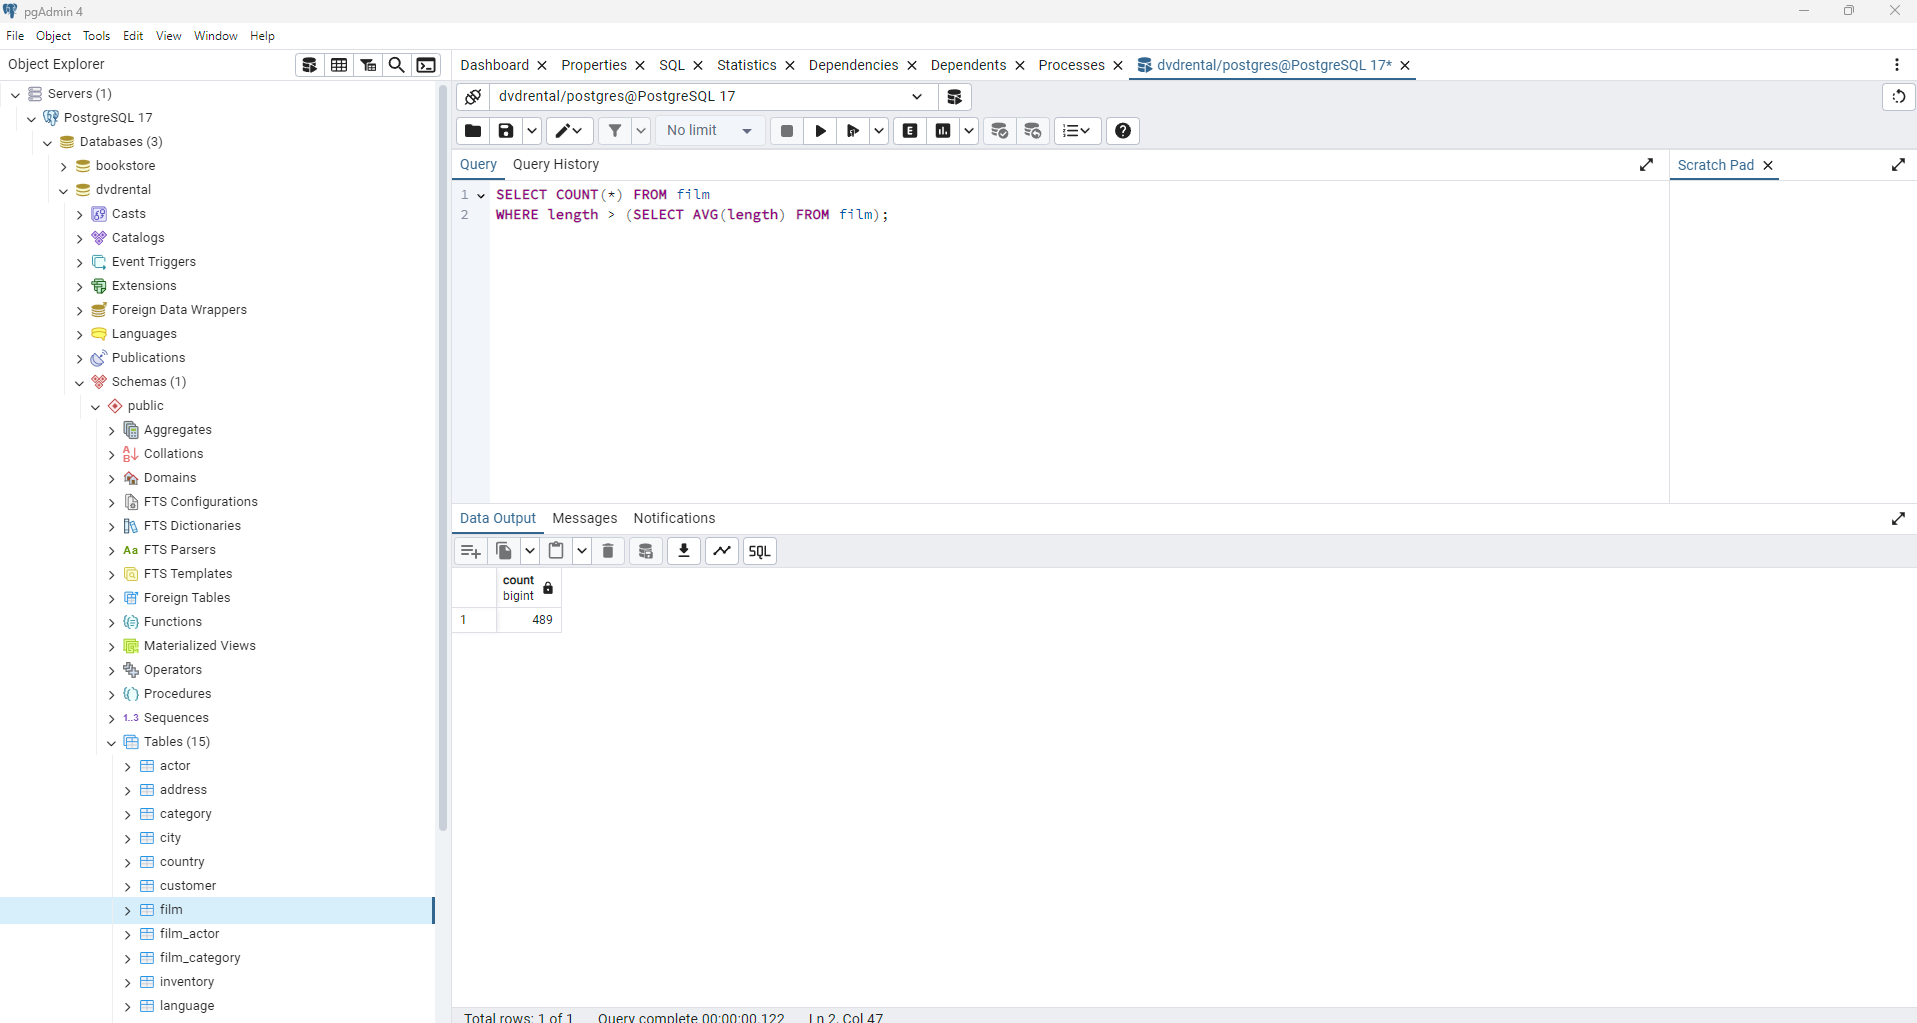 pgAdmin 4
File Object Tools Edit View Window Help
Object Explorer
Servers (1)
PostgreSQL 17
Databases (3)
bookstore
dvdrental
Casts
Catalogs
Event Triggers
Extensions
Foreign Data Wrappers
Languages
Publications
Schemas (1)
public
Aggregates
Collations
Domains
FTS Configurations
FTS Dictionaries
Aa FTS Parsers
FTS Templates
Foreign Tables
Functions
Materialized Views
Operators
Procedures
1..3 Sequences
Tables (15)
actor
address
category
city
country
customer
film
film_actor
film_category
inventory
language
Dashboard Properties SQL Statistics Dependencies Dependents Processes dvdrental/postgres@PostgreSQL 17*
dvdrental/postgres@PostgreSQL 17
No limit E
Query Query History
1 SELECT COUNT(*) FROM film
2 WHERE length > (SELECT AVG(length) FROM film);
Scratch Pad
Data Output Messages Notifications
SQL
count
bigint
1 489
Total rows: 1 of 1 Query complete 00:00:00.122 Ln 2, Col 47